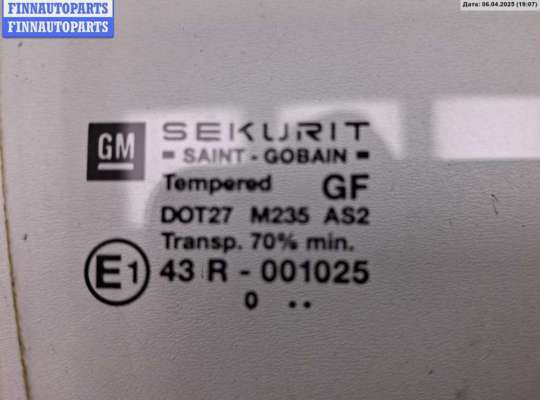 FINNAUTOPARTS
FINNAUTOPARTS
Дата: 06.04.2025 (19:07)
GM
SEKURIT
SAINT - GOBAIN
Tempered GF
DOT27 M235 AS2
Transp. 70% min.
E1 43 R - 001025
0 ..